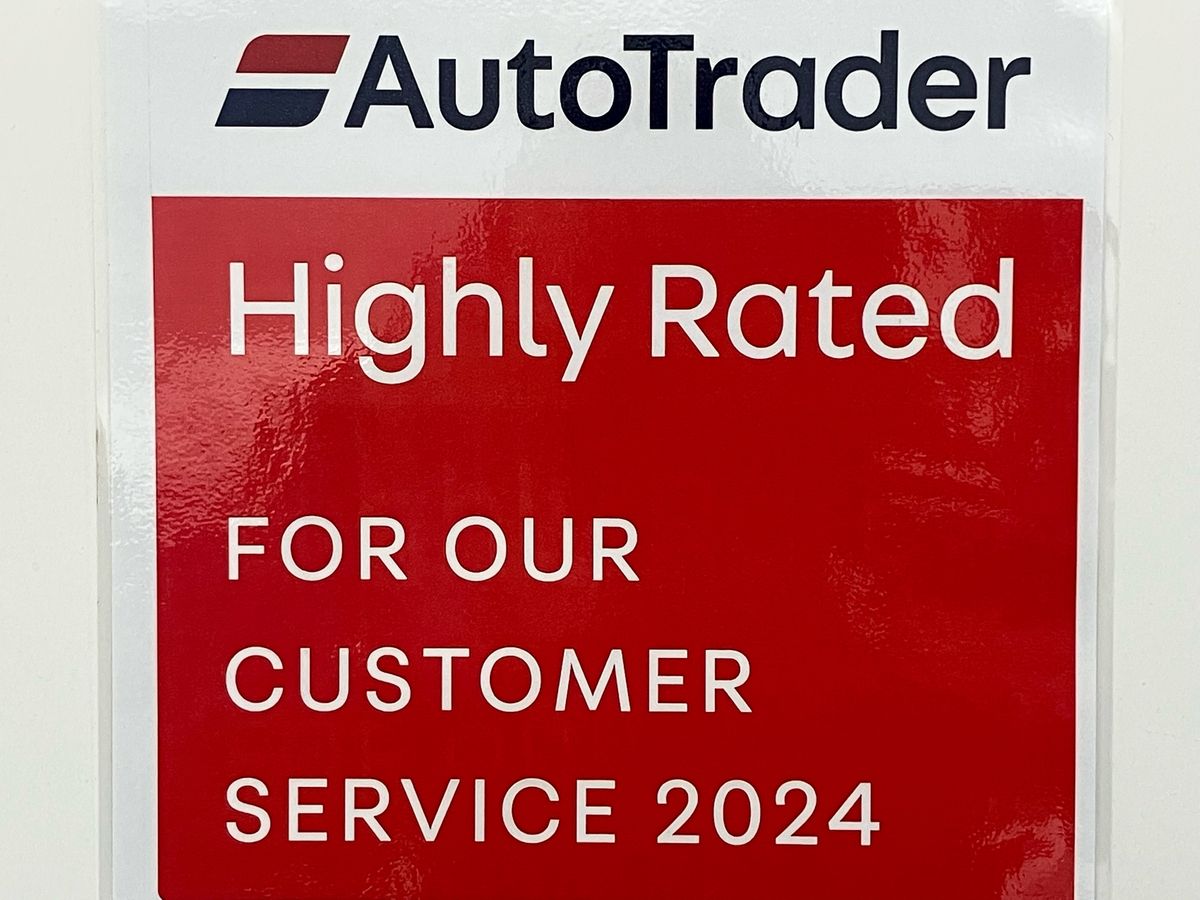 AutoTrader
Highly Rated
FOR OUR
CUSTOMER
SERVICE 2024